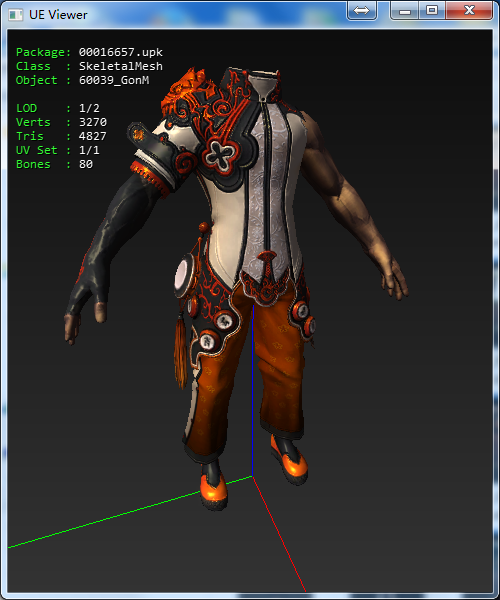 UE Viewer
Package: 00016657.upk
Class : SkeletalMesh
Object : 60039_GonM
LOD : 1/2
Verts : 3270
Tris : 4827
UV Set : 1/1
Bones : 80